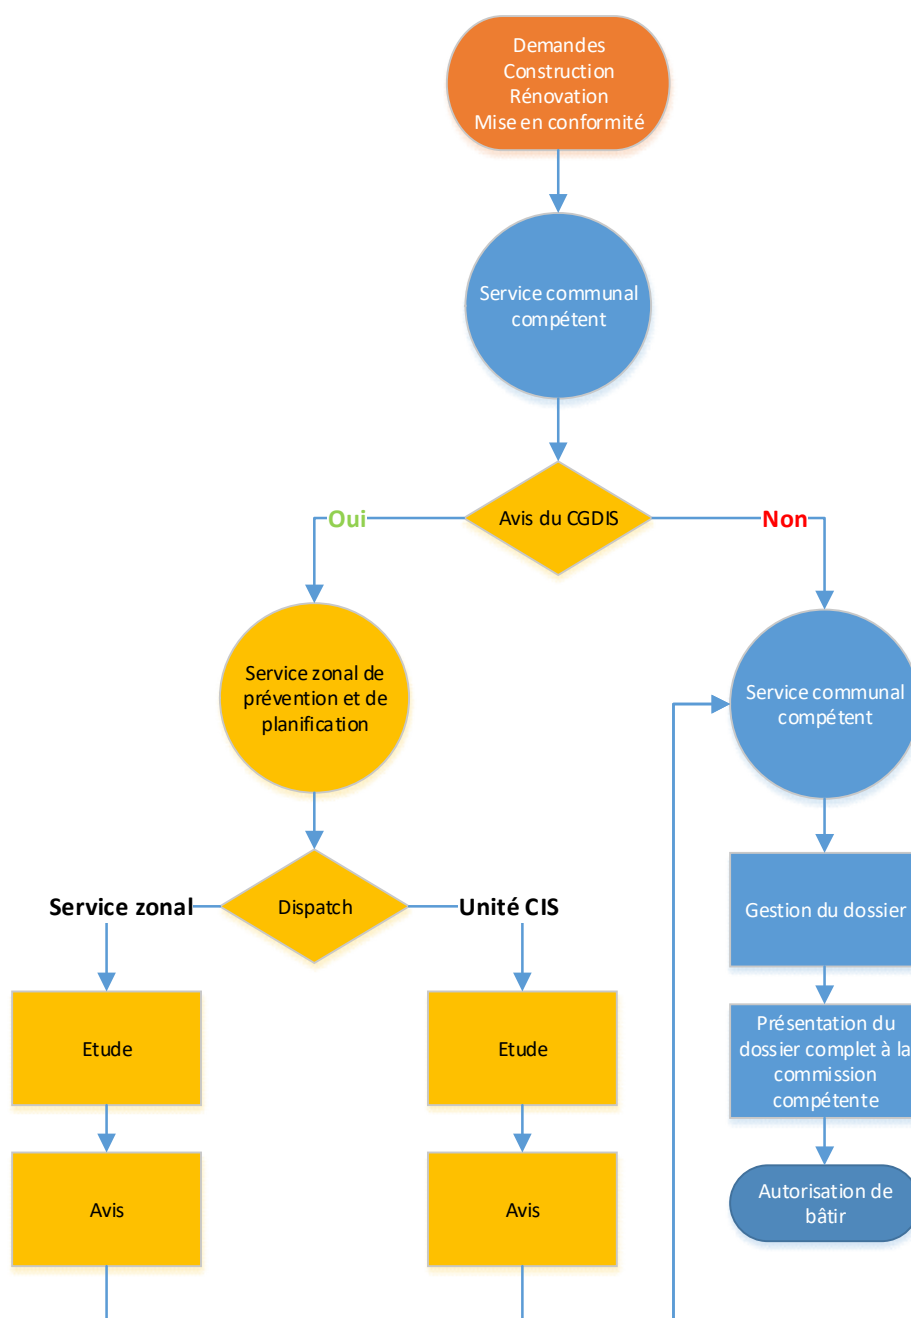 Demandes
Construction
Rénovation
Mise en conformité
Service communal
compétent
Avis du CGDIS
Oui
Non
Service zonal de
prévention et de
planification
Service communal
compétent
Dispatch
Service zonal
Unité CIS
Gestion du dossier
Etude
Etude
Présentation du
dossier complet à la
commission
compétente
Avis
Avis
Autorisation de
bâtir